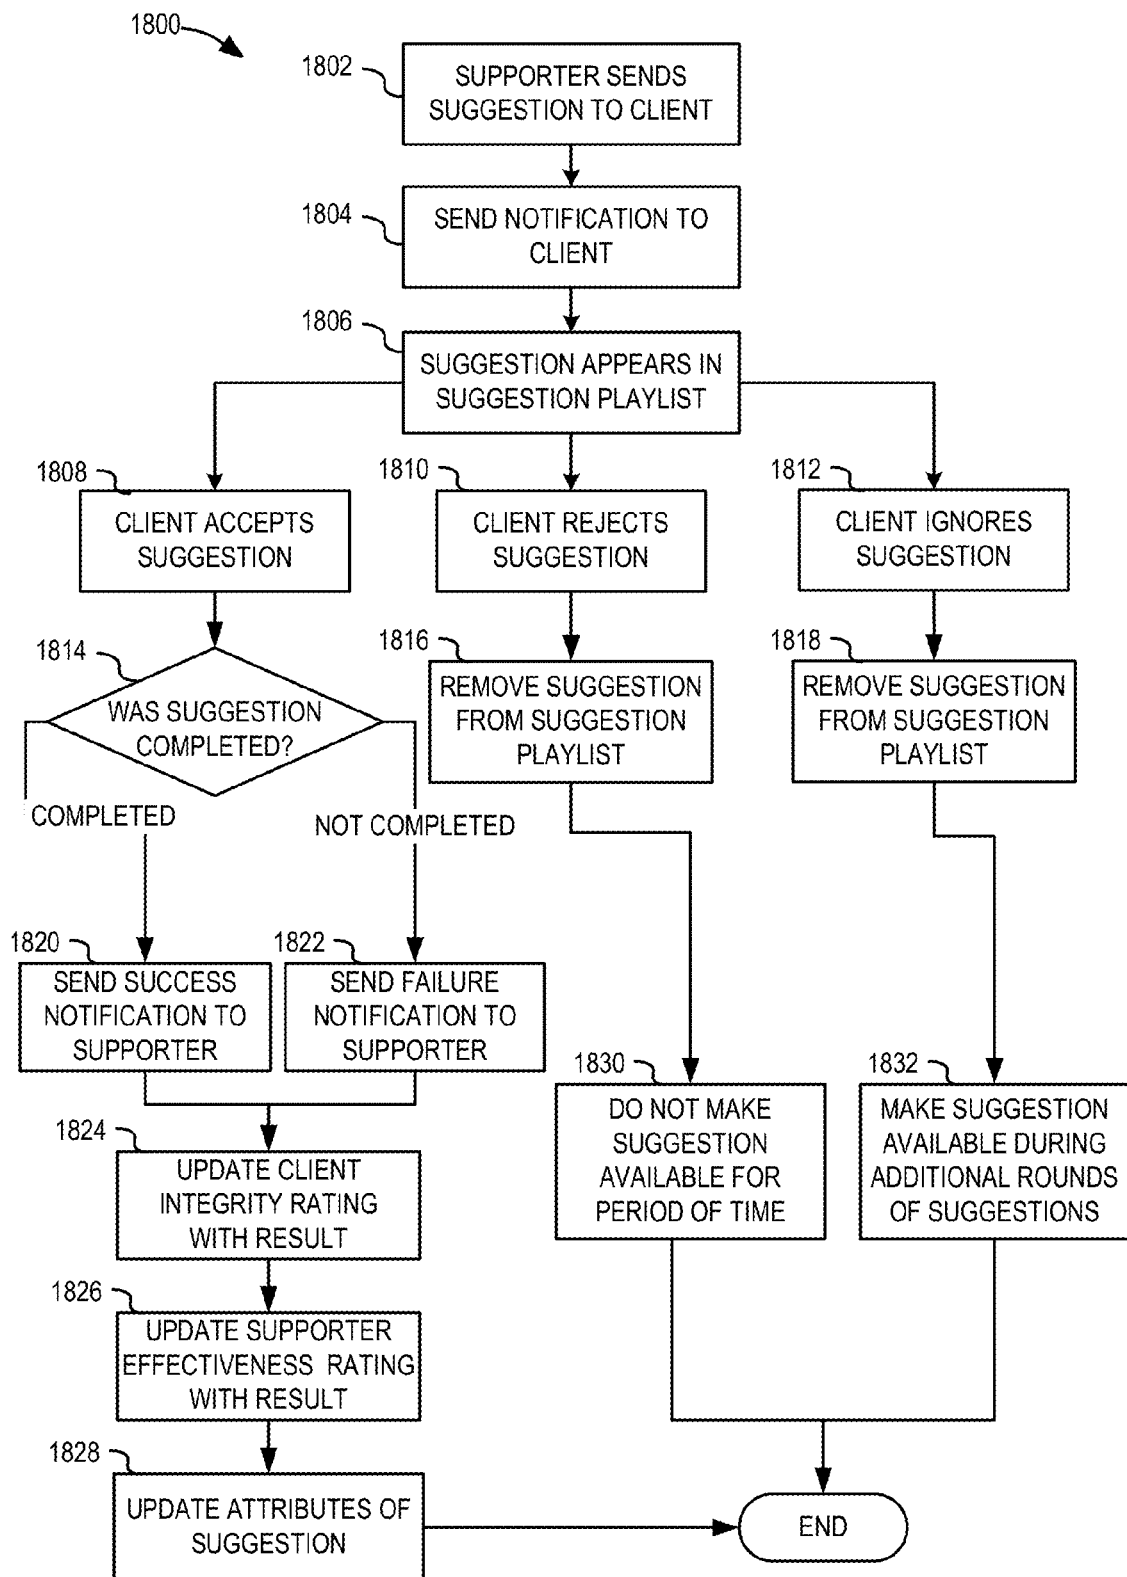 1800
1802
SUPPORTER SENDS
SUGGESTION TO CLIENT
1804
SEND NOTIFICATION TO
CLIENT
1806
SUGGESTION APPEARS IN
SUGGESTION PLAYLIST
1808
CLIENT ACCEPTS
SUGGESTION
1810
CLIENT REJECTS
SUGGESTION
1812
CLIENT IGNORES
SUGGESTION
1814
WAS SUGGESTION
COMPLETED?
1816
REMOVE SUGGESTION
FROM SUGGESTION
PLAYLIST
1818
REMOVE SUGGESTION
FROM SUGGESTION
PLAYLIST
COMPLETED
NOT COMPLETED
1820
SEND SUCCESS
NOTIFICATION TO
SUPPORTER
1822
SEND FAILURE
NOTIFICATION TO
SUPPORTER
1830
DO NOT MAKE
SUGGESTION
AVAILABLE FOR
PERIOD OF TIME
1832
MAKE SUGGESTION
AVAILABLE DURING
ADDITIONAL ROUNDS
OF SUGGESTIONS
1824
UPDATE CLIENT
INTEGRITY RATING
WITH RESULT
1826
UPDATE SUPPORTER
EFFECTIVENESS RATING
WITH RESULT
1828
UPDATE ATTRIBUTES OF
SUGGESTION
END